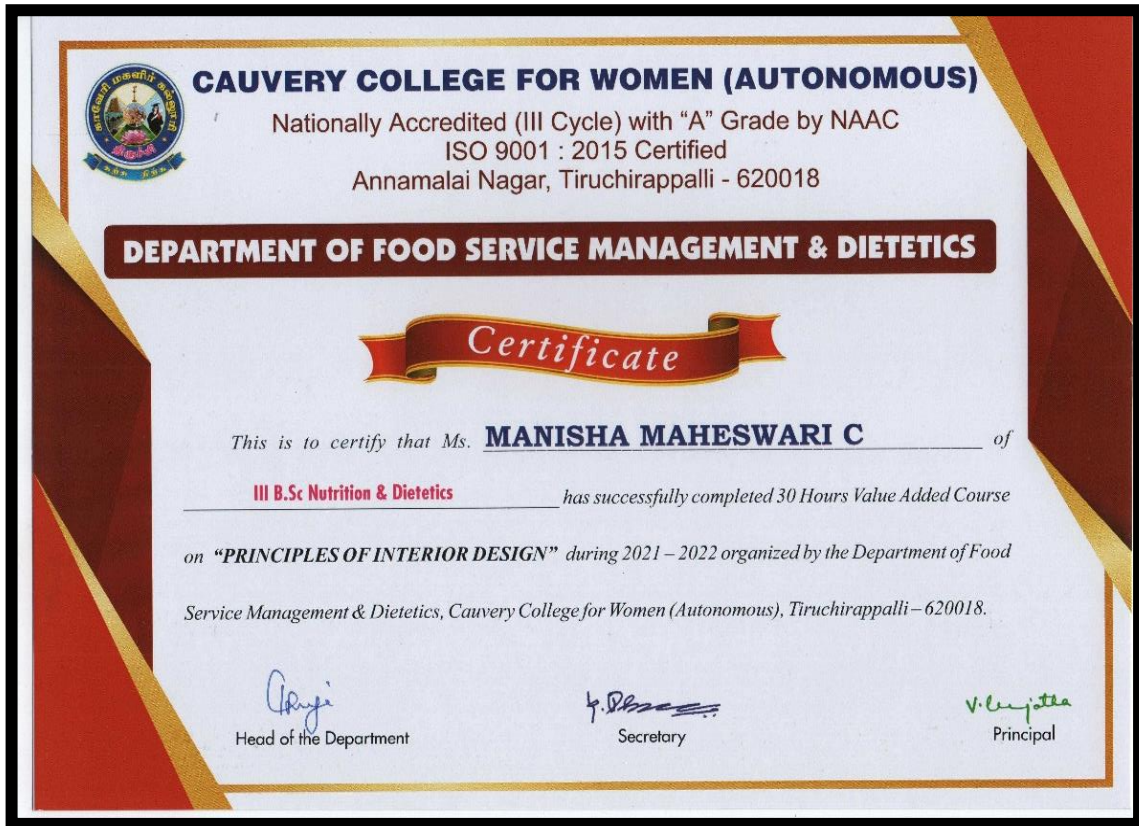 காவேரி மகளிர் கல்லூரி
திருச்சி
CAUVERY COLLEGE FOR WOMEN (AUTONOMOUS)
Nationally Accredited (III Cycle) with “A” Grade by NAAC
ISO 9001 : 2015 Certified
Annamalai Nagar, Tiruchirappalli - 620018
DEPARTMENT OF FOOD SERVICE MANAGEMENT & DIETETICS
Certificate
This is to certify that Ms. MANISHA MAHESWARI C of
III B.Sc Nutrition & Dietetics has successfully completed 30 Hours Value Added Course
on “PRINCIPLES OF INTERIOR DESIGN” during 2021 – 2022 organized by the Department of Food
Service Management & Dietetics, Cauvery College for Women (Autonomous), Tiruchirappalli – 620018.
Head of the Department
Secretary
Principal